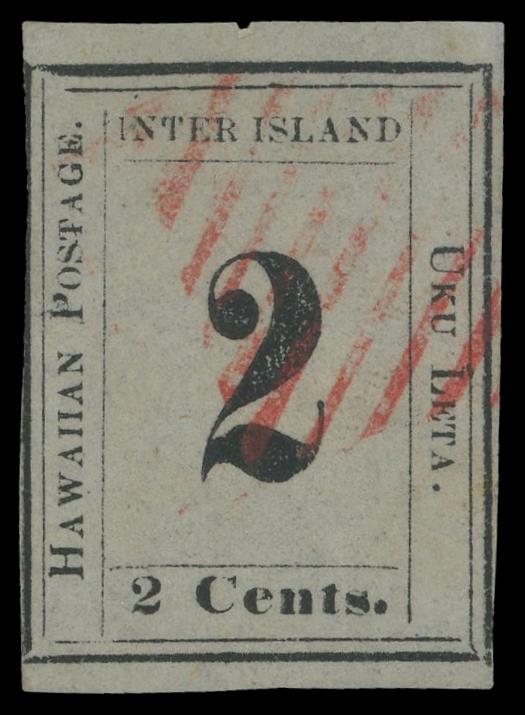 INTER ISLAND
HAWAIIAN POSTAGE.
2
UKU LETA.
2 Cents.